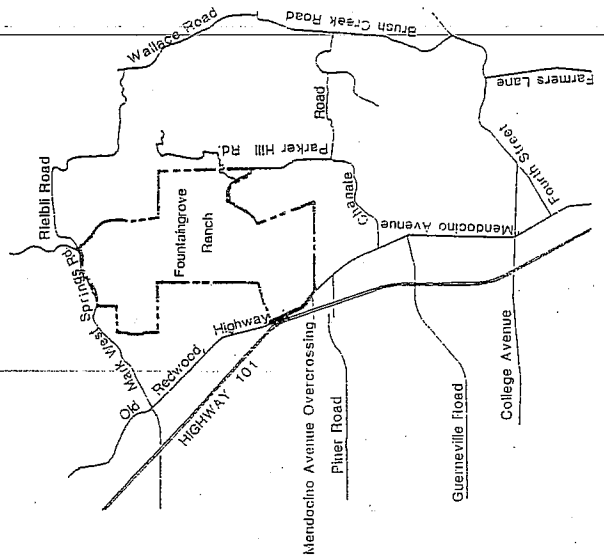 Wallace Road
Brush Creek Road
Farmers Lane
Road
Parker Hill Rd.
Chanate
Fourth Street
Riebli Road
Fountaingrove
Ranch
Mendocino Avenue
Springs Rd.
Mark West
Old Redwood Highway
HIGHWAY 101
Mendocino Avenue Overcrossing
Piner Road
Guerneville Road
College Avenue